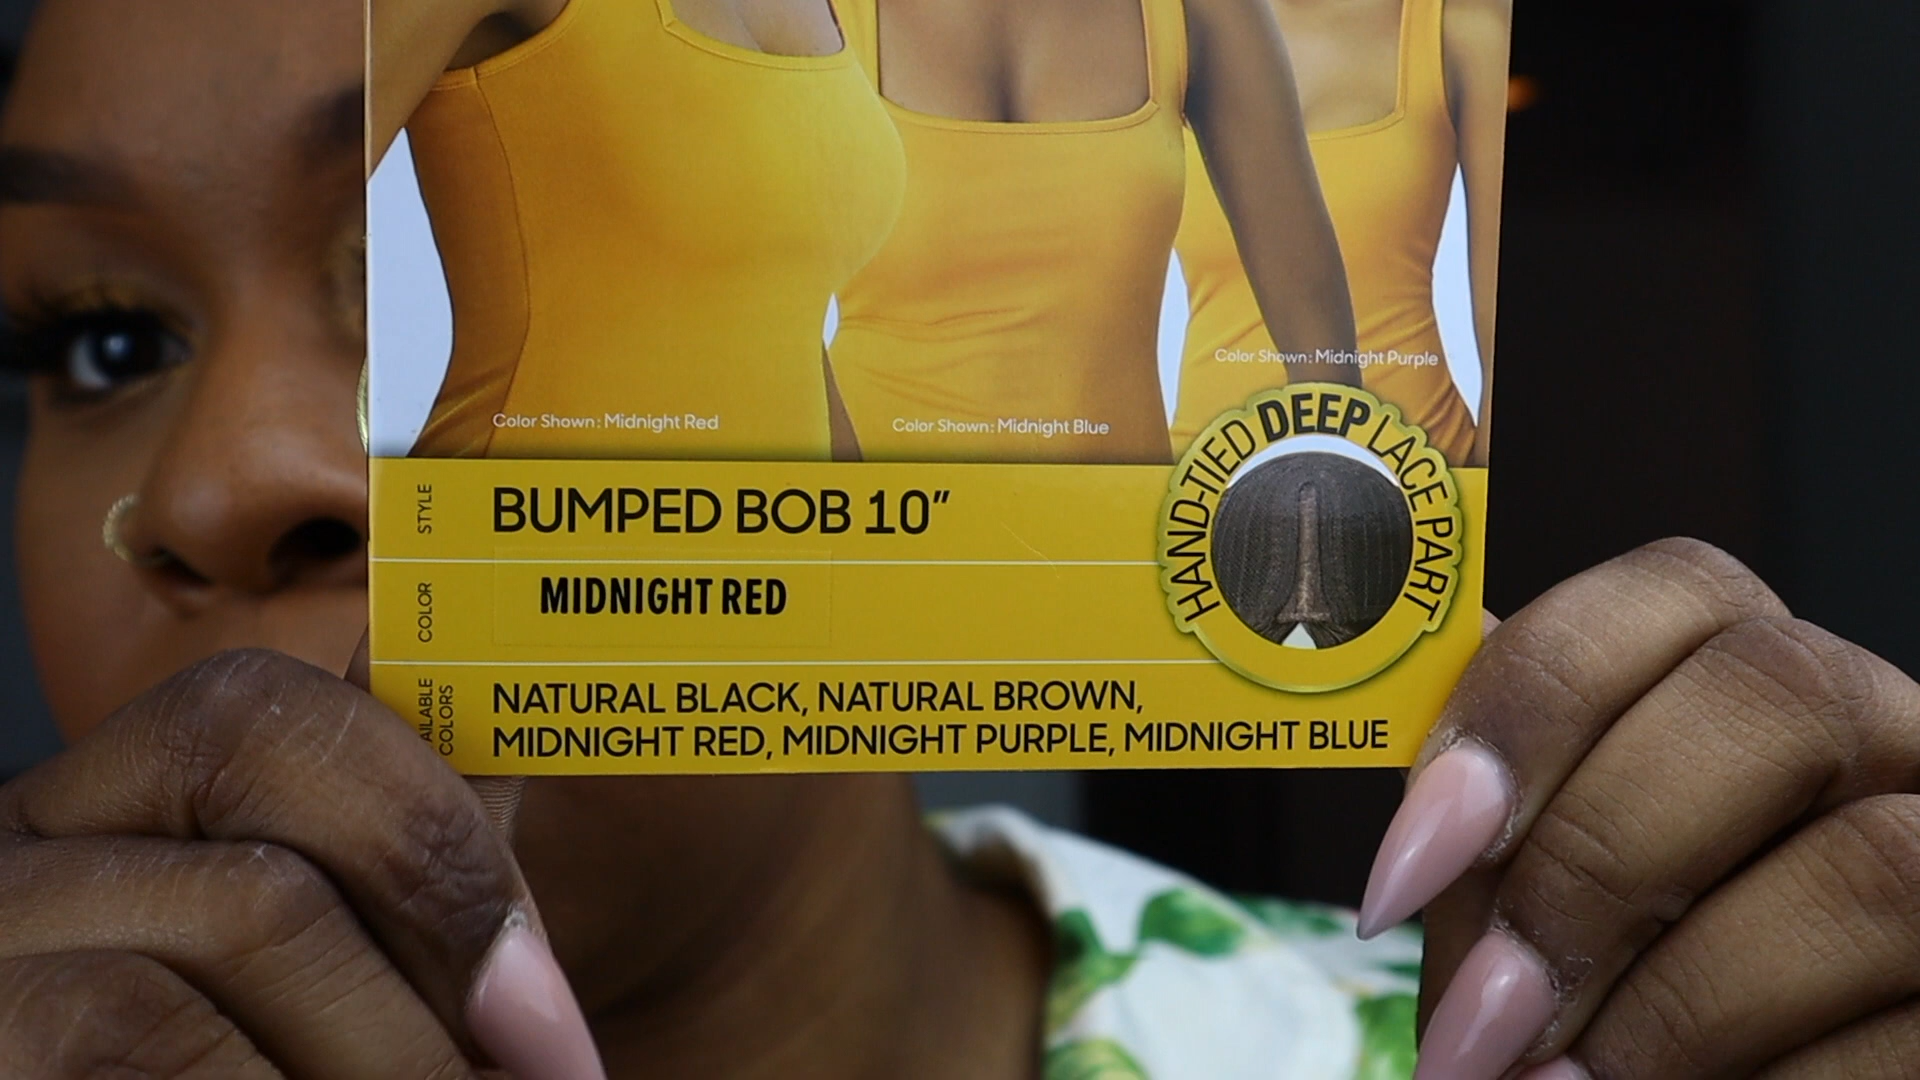 Color Shown: Midnight Red
Color Shown: Midnight Blue
Color Shown: Midnight Purple
HAND-TIED DEEP LACE PART
STYLE
BUMPED BOB 10”
COLOR
MIDNIGHT RED
COLORS
NATURAL BLACK, NATURAL BROWN,
MIDNIGHT RED, MIDNIGHT PURPLE, MIDNIGHT BLUE